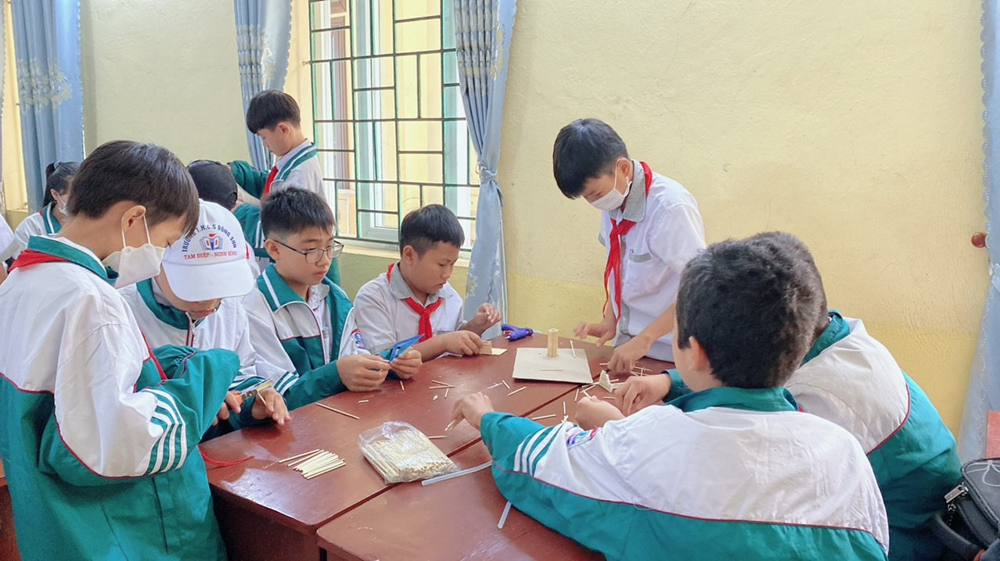 TRƯỜNG T.H.C.S ĐÔNG SƠN
TAM ĐIỆP - NINH BÌNH